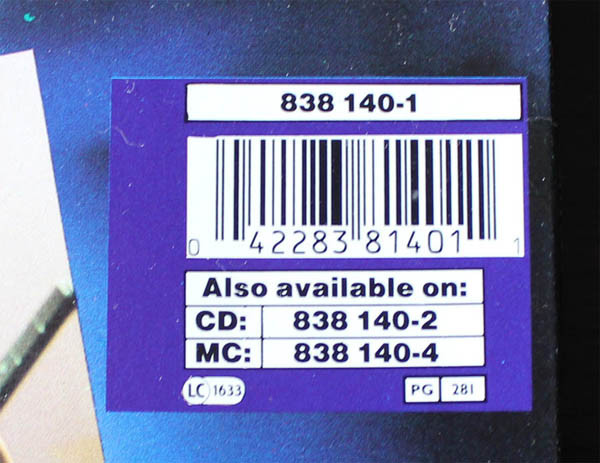 838 140-1
0 42283 81401 1
Also available on:
CD: 838 140-2
MC: 838 140-4
LC 1633 PG 281